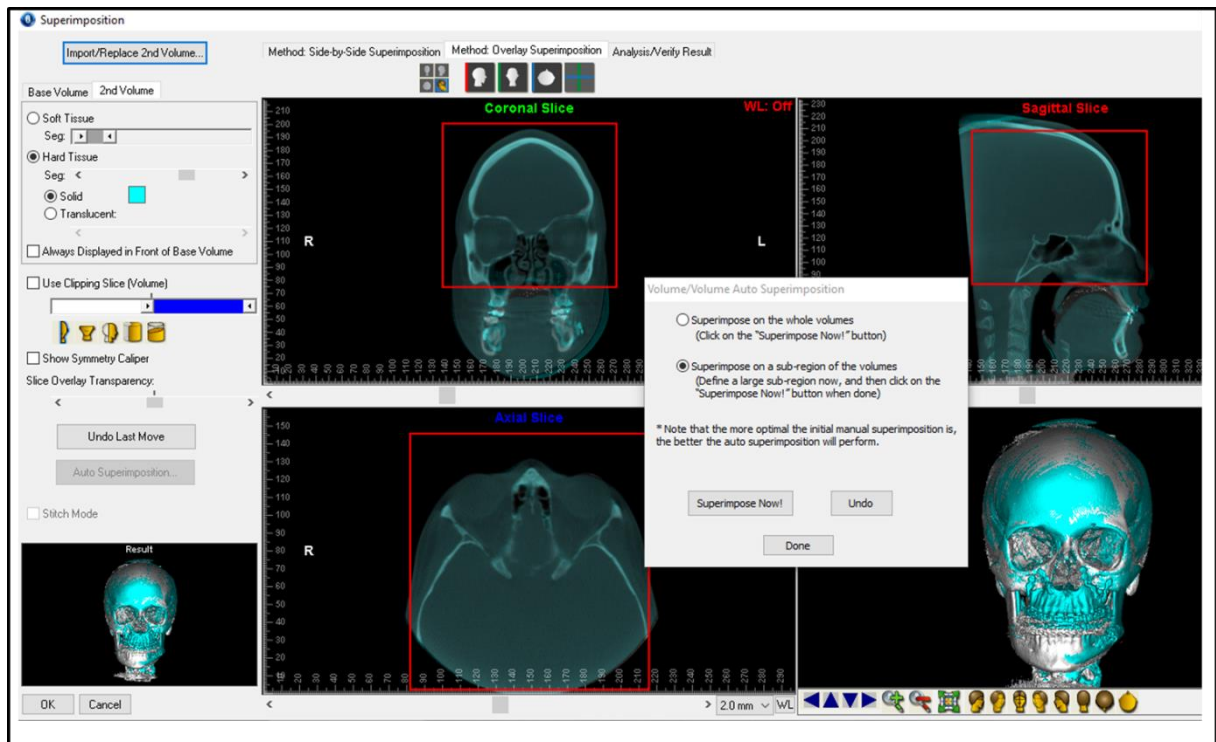 Superimposition
Import/Replace 2nd Volume...
Method: Side-by-Side Superimposition
Method: Overlay Superimposition
Analysis/Verify Result
Base Volume
2nd Volume
Soft Tissue
Seg:
Hard Tissue
Seg:
Solid
Translucent:
Always Displayed in Front of Base Volume
Use Clipping Slice (Volume)
Show Symmetry Caliper
Slice Overlay Transparency:
Undo Last Move
Auto Superimposition...
Stitch Mode
Result
OK
Cancel
Coronal Slice
WL: Off
R
L
Sagittal Slice
Axial Slice
R
2.0 mm
WL
Volume/Volume Auto Superimposition
Superimpose on the whole volumes
(Click on the "Superimpose Now!" button)
Superimpose on a sub-region of the volumes
(Define a large sub-region now, and then click on the
"Superimpose Now!" button when done)
* Note that the more optimal the initial manual superimposition is,
the better the auto superimposition will perform.
Superimpose Now!
Undo
Done